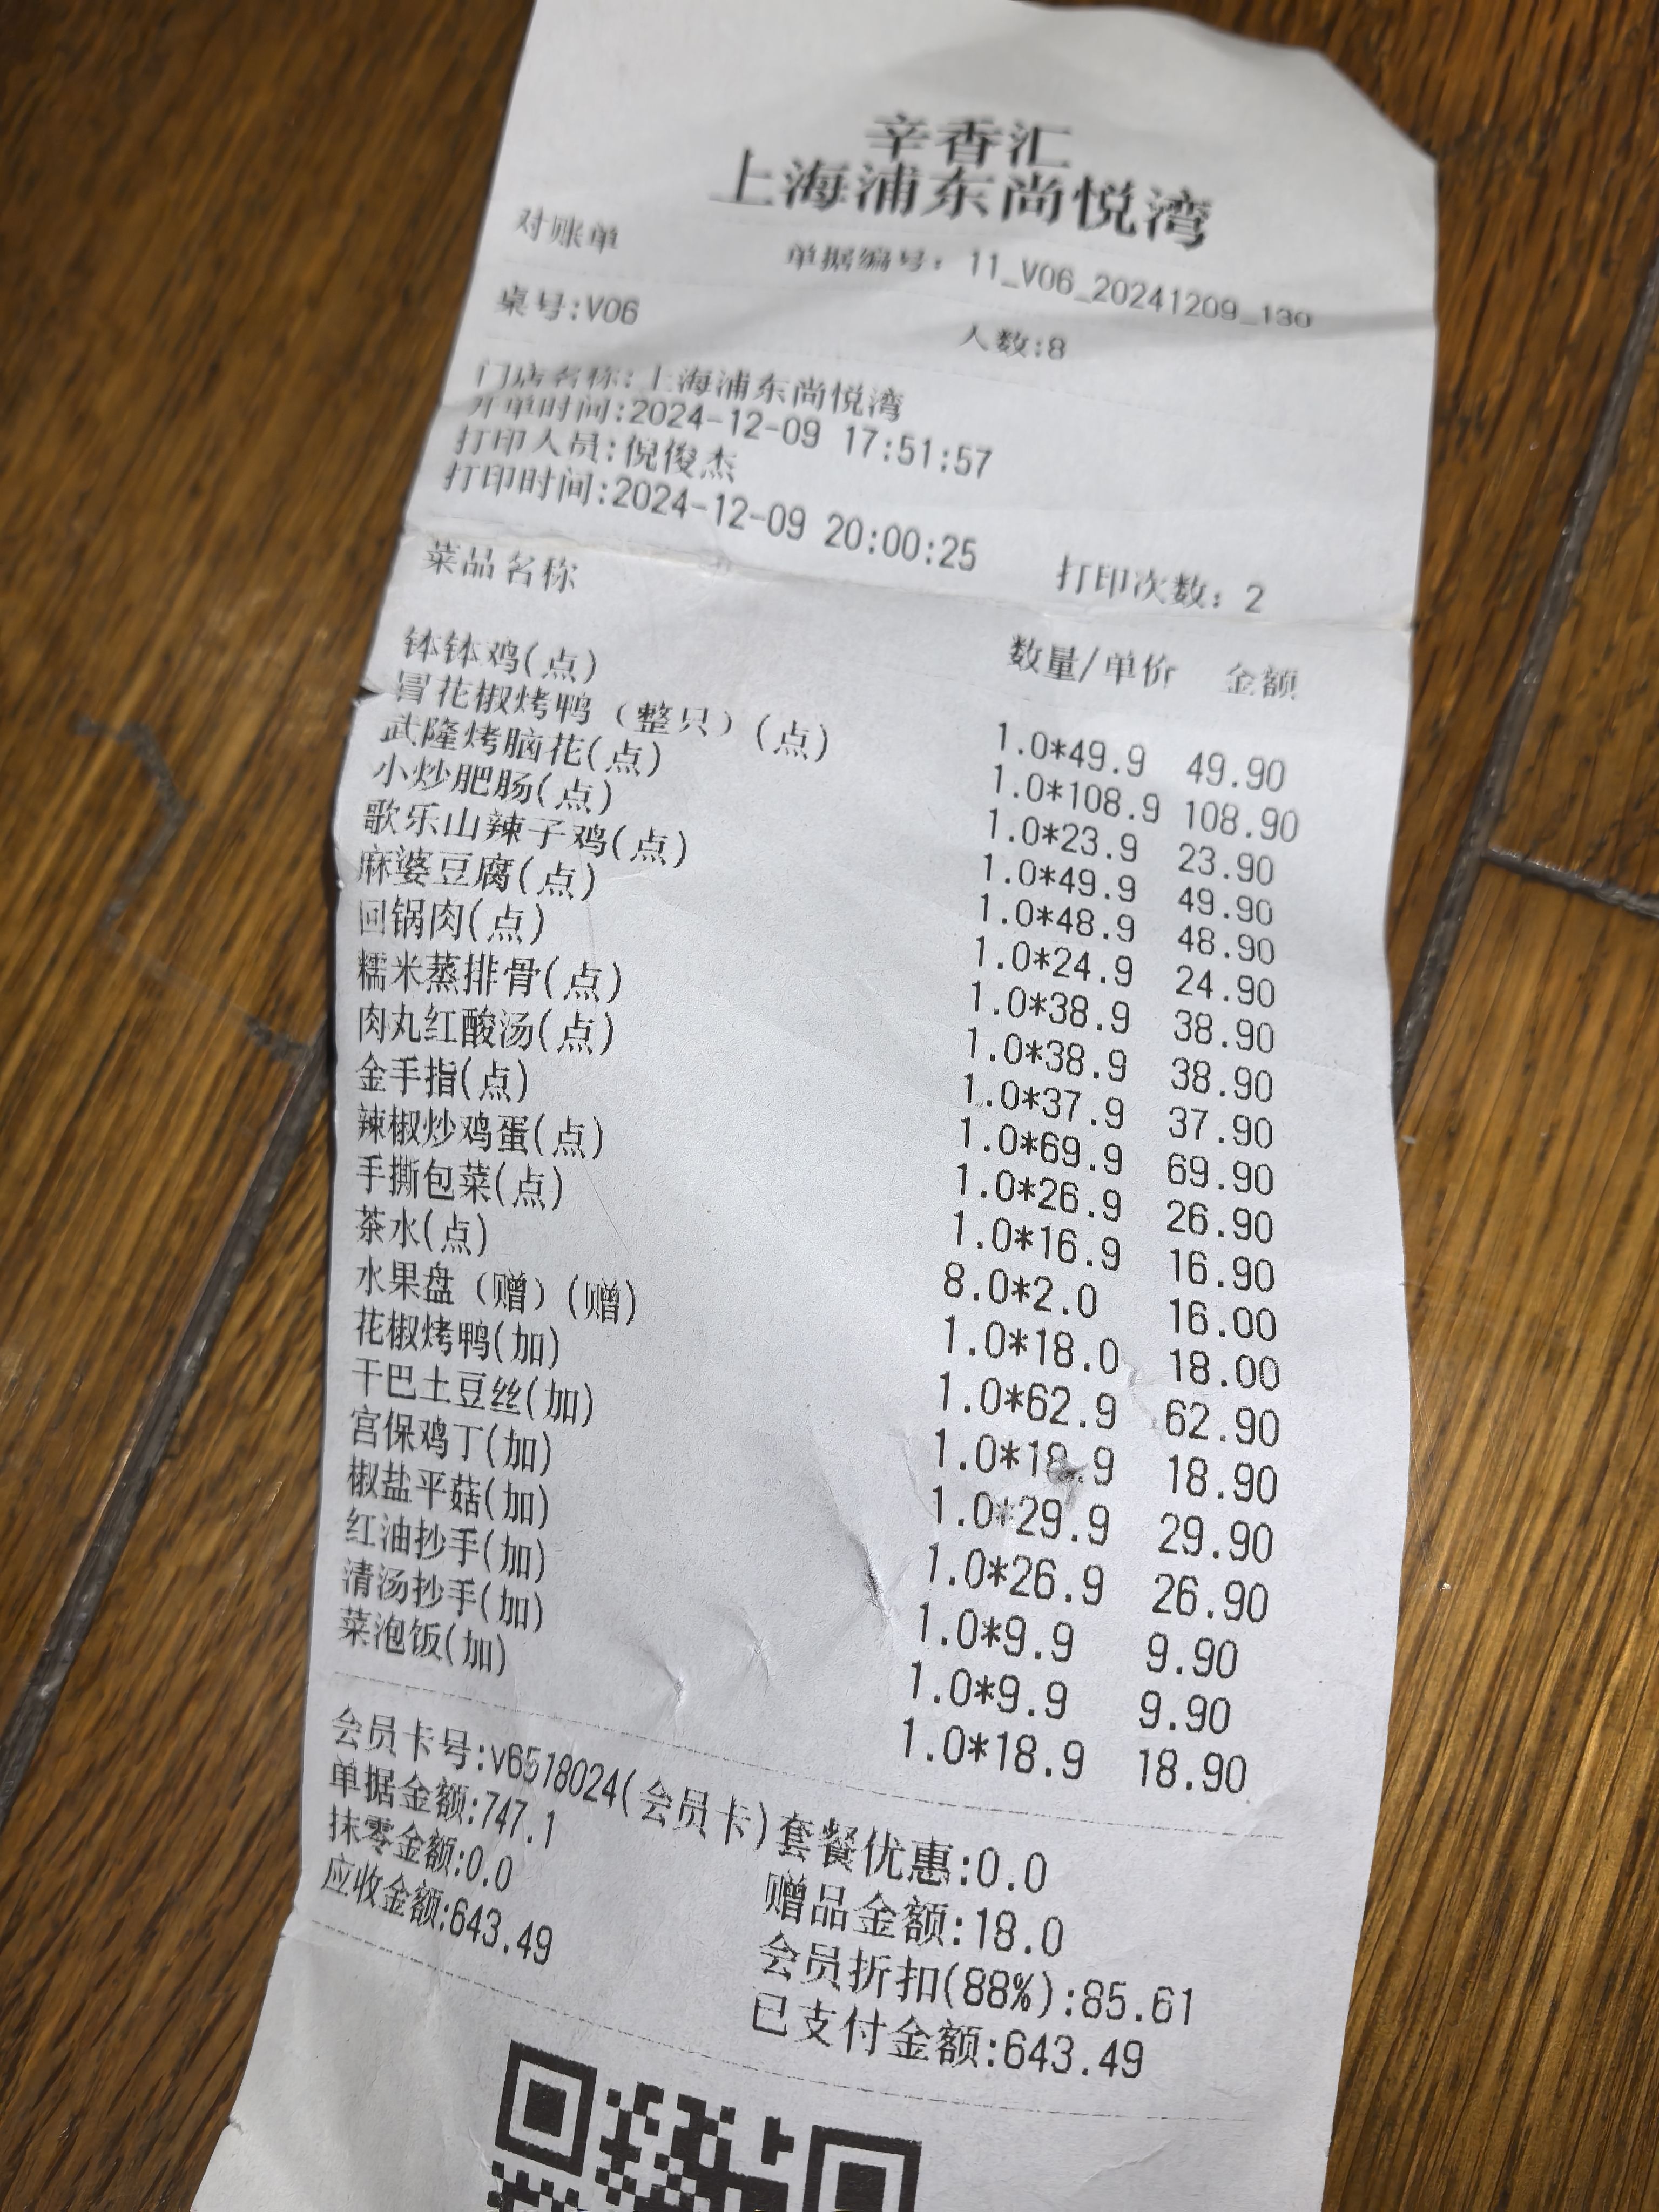 辛香汇
上海浦东尚悦湾
对账单 单据编号: 11_V06_20241209_130
桌号:V06 人数:8
门店名称:上海浦东尚悦湾
开单时间:2024-12-09 17:51:57
打印人员:倪俊杰
打印时间:2024-12-09 20:00:25 打印次数: 2
菜品名称 数量/单价 金额
钵钵鸡(点) 1.0*49.9 49.90
冒花椒烤鸭（整只）(点) 1.0*108.9 108.90
武隆烤脑花(点) 1.0*23.9 23.90
小炒肥肠(点) 1.0*49.9 49.90
歌乐山辣子鸡(点) 1.0*48.9 48.90
麻婆豆腐(点) 1.0*24.9 24.90
回锅肉(点) 1.0*38.9 38.90
糯米蒸排骨(点) 1.0*38.9 38.90
肉丸红酸汤(点) 1.0*37.9 37.90
金手指(点) 1.0*69.9 69.90
辣椒炒鸡蛋(点) 1.0*26.9 26.90
手撕包菜(点) 1.0*16.9 16.90
茶水(点) 8.0*2.0 16.00
水果盘（赠）(赠) 1.0*18.0 18.00
花椒烤鸭(加) 1.0*62.9 62.90
干巴土豆丝(加) 1.0*18.9 18.90
宫保鸡丁(加) 1.0*29.9 29.90
椒盐平菇(加) 1.0*26.9 26.90
红油抄手(加) 1.0*9.9 9.90
清汤抄手(加) 1.0*9.9 9.90
菜泡饭(加) 1.0*18.9 18.90
会员卡号:v6518024(会员卡) 套餐优惠:0.0
单据金额:747.1 赠品金额:18.0
抹零金额:0.0 会员折扣(88%):85.61
应收金额:643.49 已支付金额:643.49